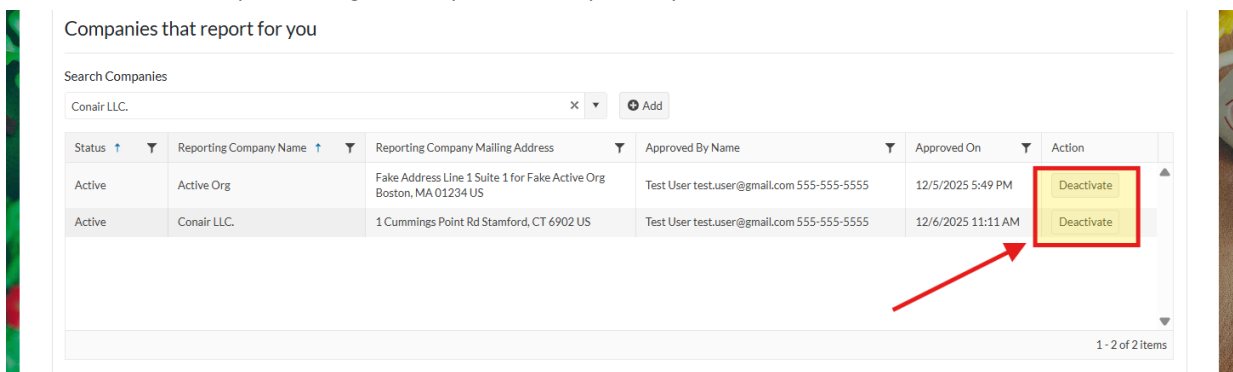 Companies that report for you
Search Companies
Conair LLC.
Add
Status Reporting Company Name Reporting Company Mailing Address Approved By Name Approved On Action
Active Active Org Fake Address Line 1 Suite 1 for Fake Active Org
Boston, MA 01234 US Test User test.user@gmail.com 555-555-5555 12/5/2025 5:49 PM Deactivate
Active Conair LLC. 1 Cummings Point Rd Stamford, CT 6902 US Test User test.user@gmail.com 555-555-5555 12/6/2025 11:11 AM Deactivate
1 - 2 of 2 items